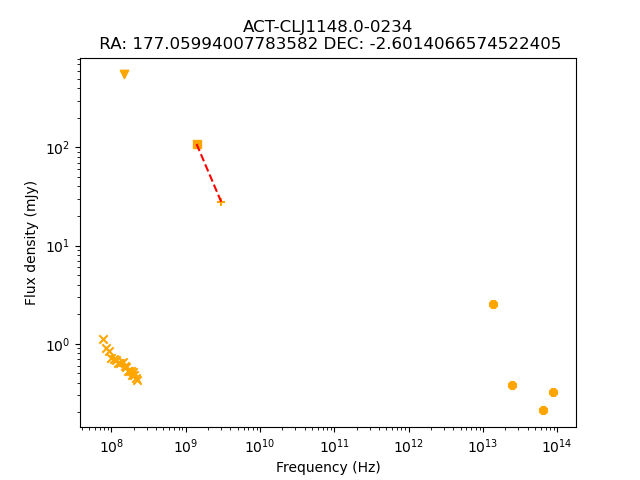 ACT-CLJ1148.0-0234
RA: 177.05994007783582 DEC: -2.6014066574522405
Flux density (mJy)
10²
10¹
10⁰
10⁸ 10⁹ 10¹⁰ 10¹¹ 10¹² 10¹³ 10¹⁴
Frequency (Hz)